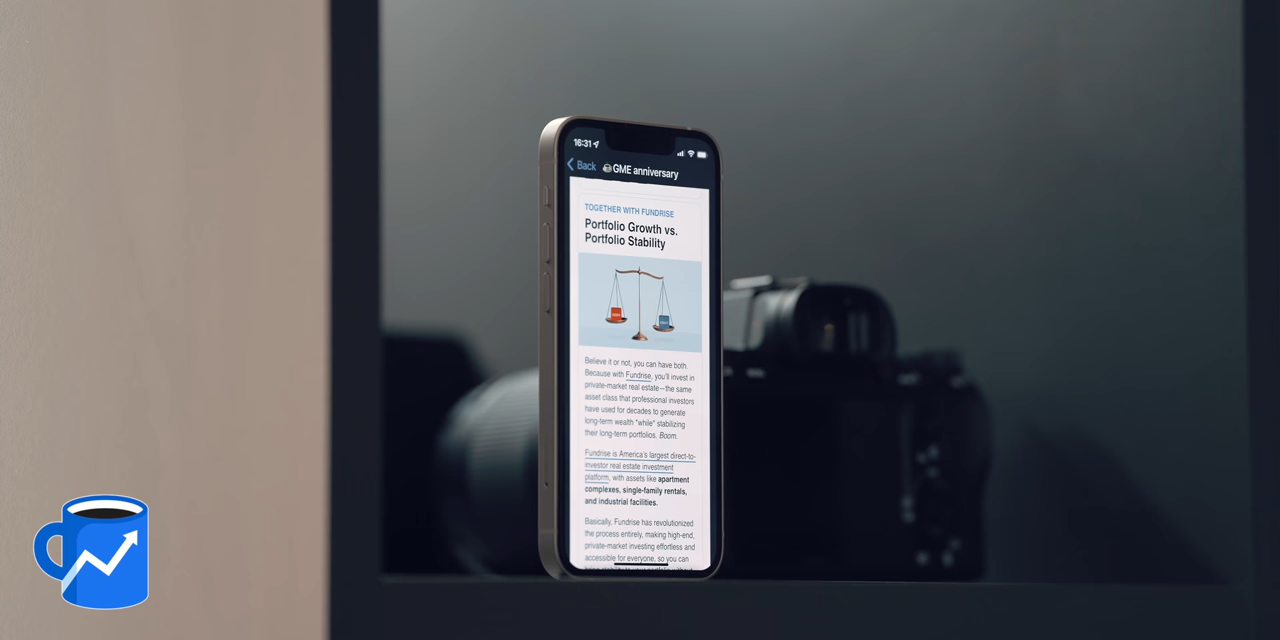 16:31
Back
GME anniversary
TOGETHER WITH FUNDRISE
Portfolio Growth vs.
Portfolio Stability
Believe it or not, you can have both.
Because with Fundrise, you'll invest in
private-market real estate—the same
asset class that professional investors
have used for decades to generate
long-term wealth *while* stabilizing
their long-term portfolios. Boom.
Fundrise is America's largest direct-to-
investor real estate investment
platform, with assets like apartment
complexes, single-family rentals,
and industrial facilities.
Basically, Fundrise has revolutionized
the process entirely, making high-end,
private-market investing effortless and
accessible for everyone, so you can